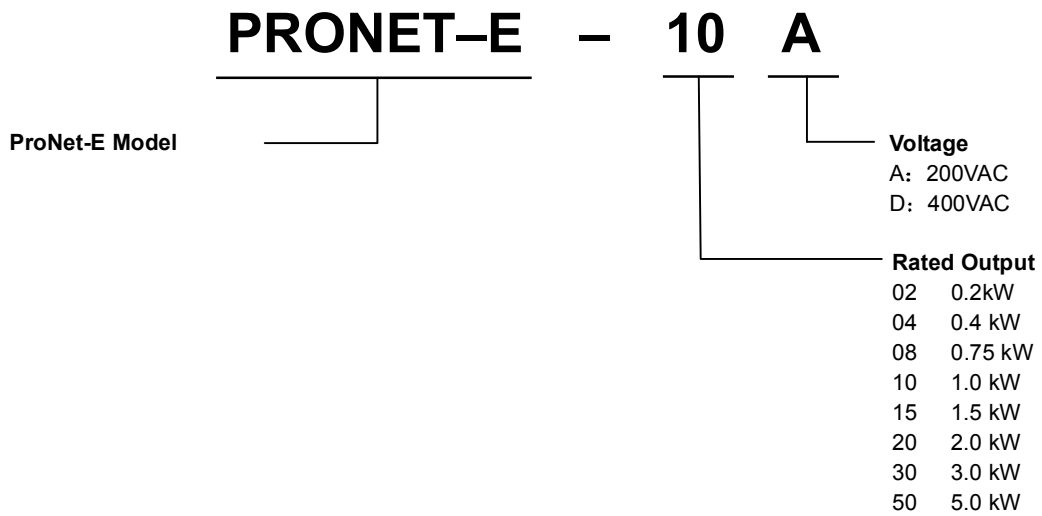 PRONET–E – 10 A
ProNet-E Model
Voltage
A：200VAC
D：400VAC
Rated Output
02 0.2kW
04 0.4 kW
08 0.75 kW
10 1.0 kW
15 1.5 kW
20 2.0 kW
30 3.0 kW
50 5.0 kW